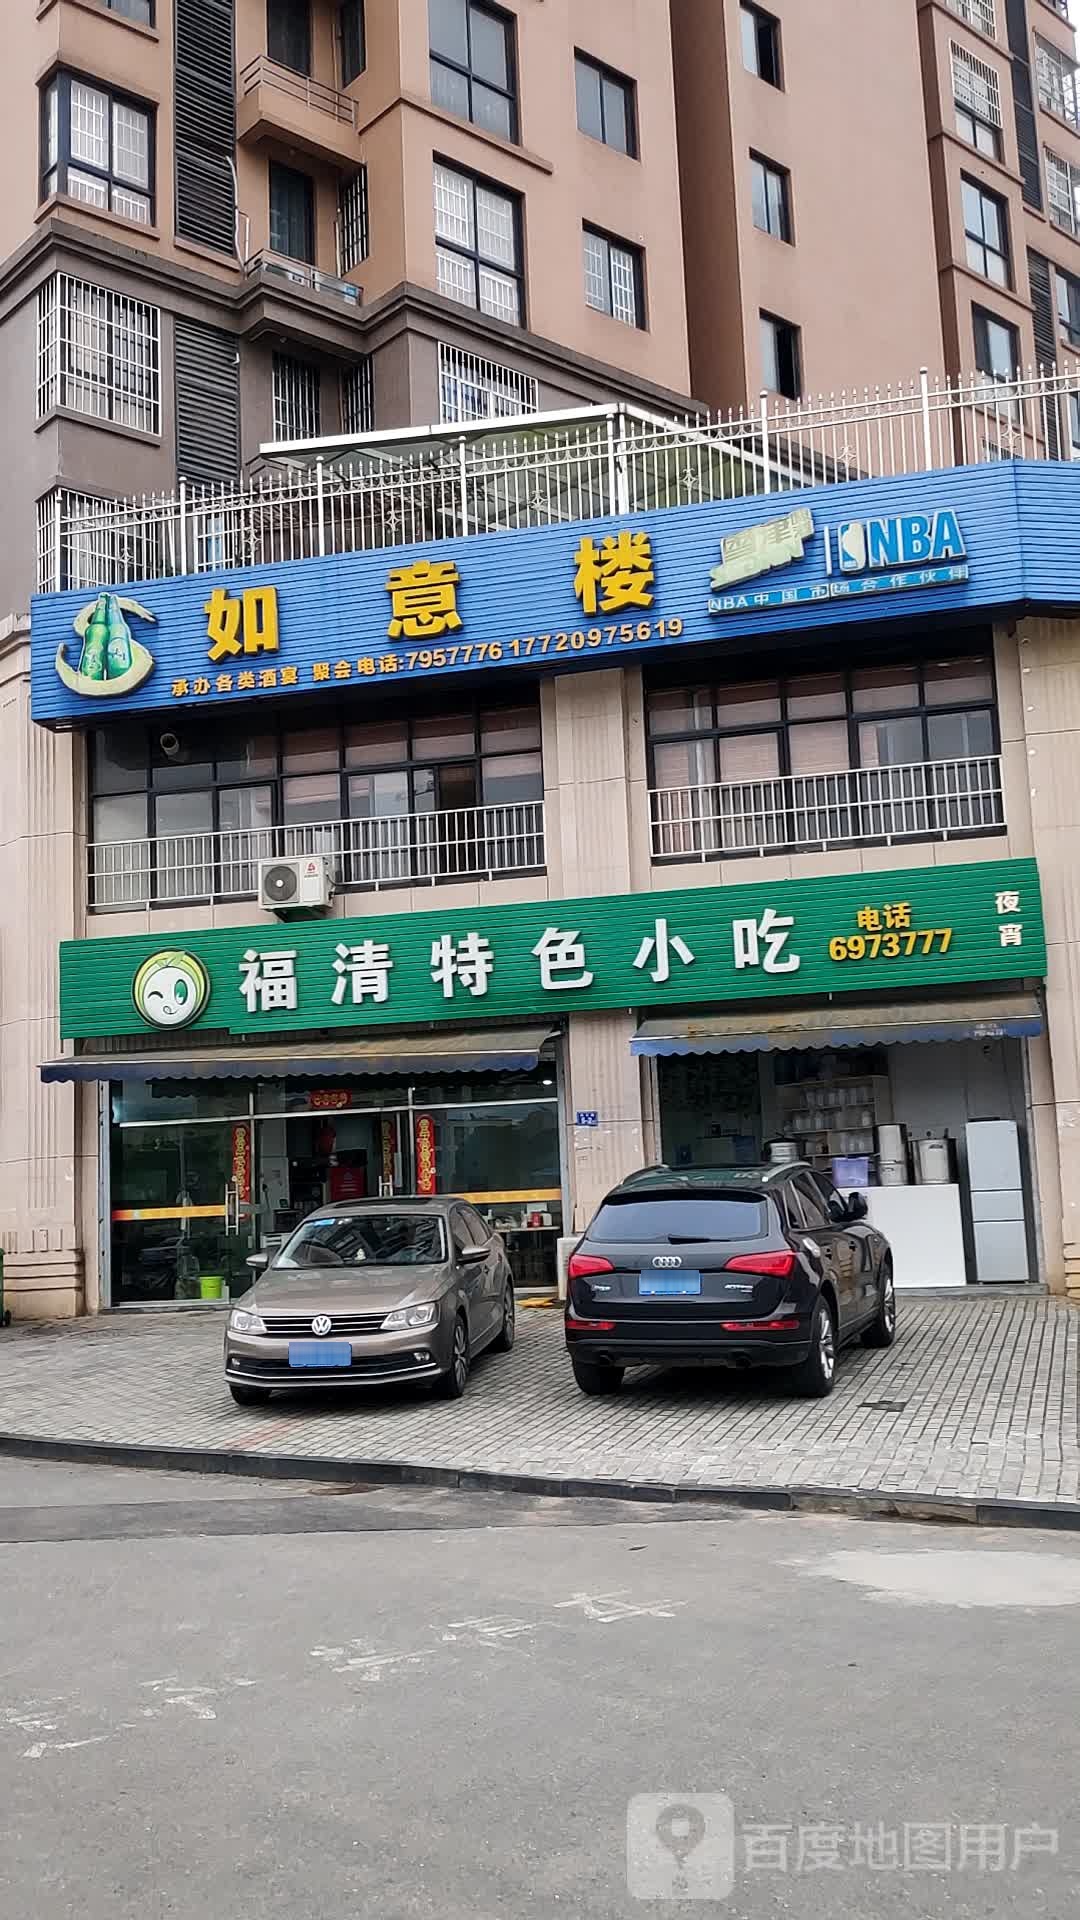 如意楼
雪津 NBA
NBA中国市场合作伙伴
承办各类酒宴 聚会电话:7957776 17720975619
福清特色小吃
电话
6973777
夜宵
百度地图用户